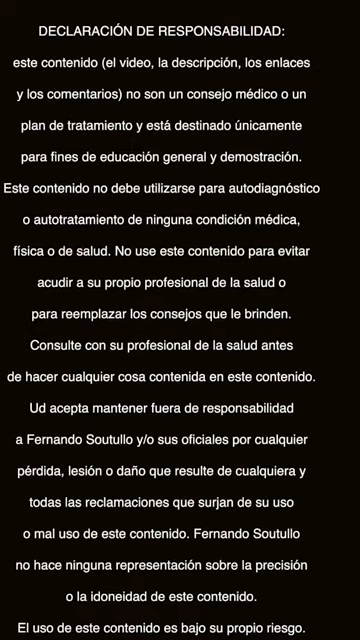 DECLARACIÓN DE RESPONSABILIDAD:
este contenido (el video, la descripción, los enlaces
y los comentarios) no son un consejo médico o un
plan de tratamiento y está destinado únicamente
para fines de educación general y demostración.
Este contenido no debe utilizarse para autodiagnóstico
o autotratamiento de ninguna condición médica,
física o de salud. No use este contenido para evitar
acudir a su propio profesional de la salud o
para reemplazar los consejos que le brinden.
Consulte con su profesional de la salud antes
de hacer cualquier cosa contenida en este contenido.
Ud acepta mantener fuera de responsabilidad
a Fernando Soutullo y/o sus oficiales por cualquier
pérdida, lesión o daño que resulte de cualquiera y
todas las reclamaciones que surjan de su uso
o mal uso de este contenido. Fernando Soutullo
no hace ninguna representación sobre la precisión
o la idoneidad de este contenido.
El uso de este contenido es bajo su propio riesgo.